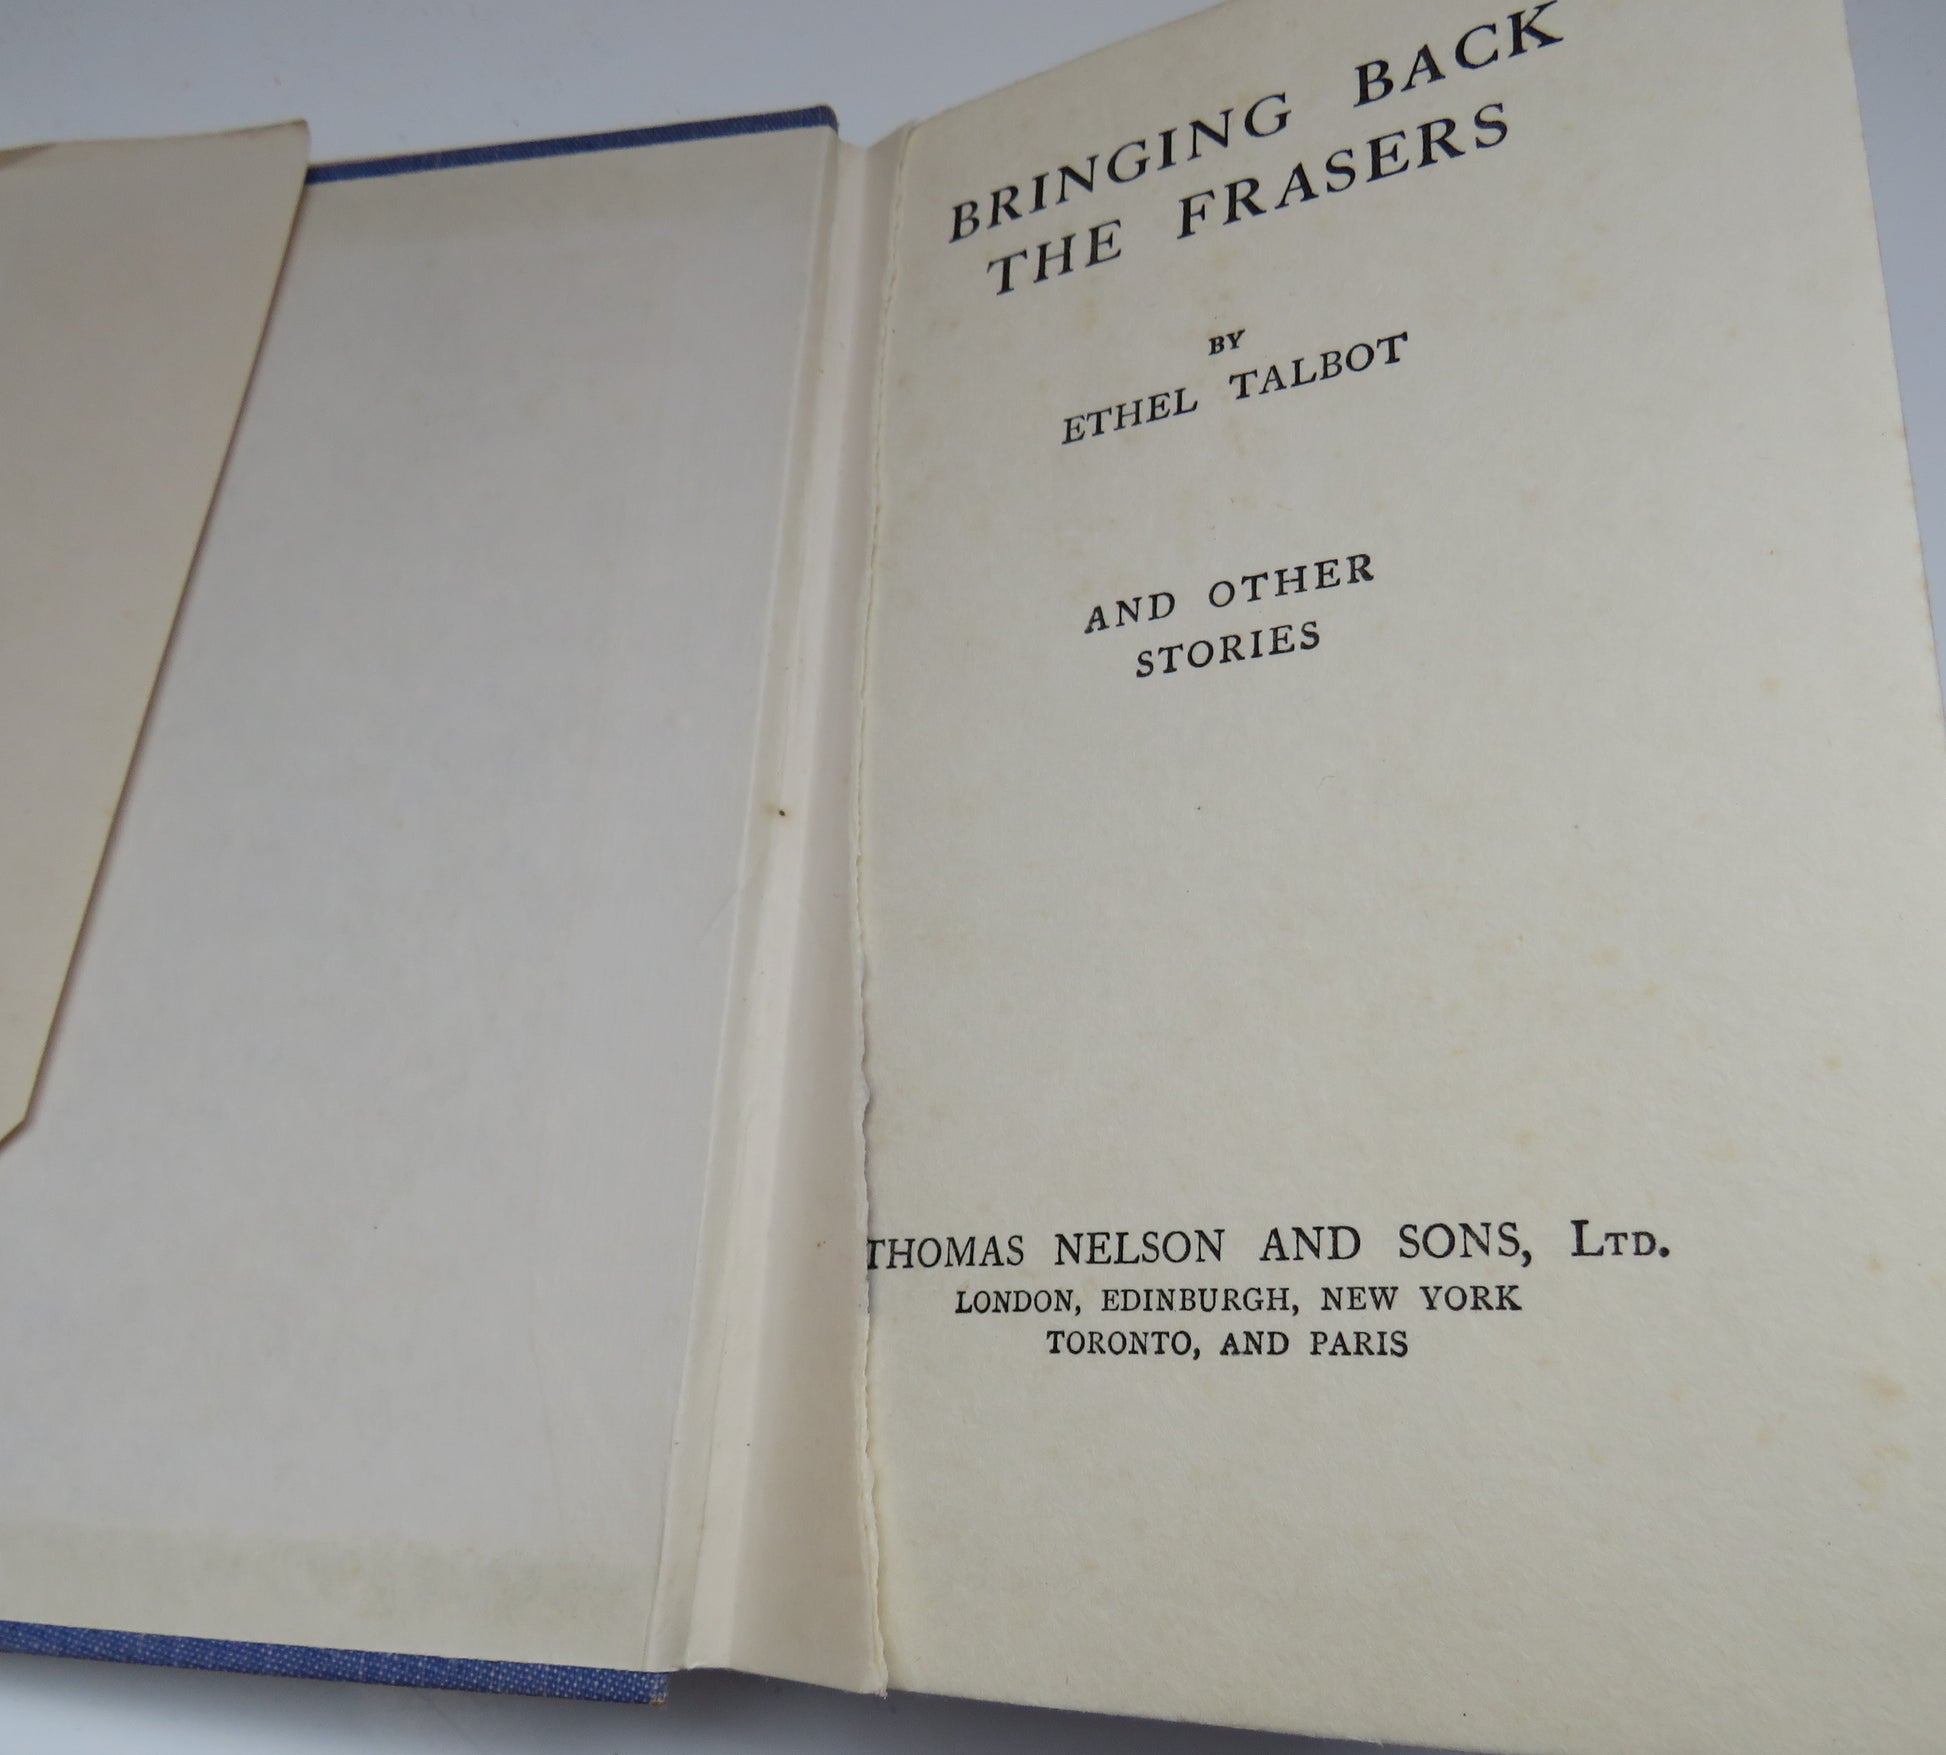 BRINGING BACK
THE FRASERS
BY
ETHEL TALBOT
AND OTHER
STORIES
THOMAS NELSON AND SONS, LTD.
LONDON, EDINBURGH, NEW YORK
TORONTO, AND PARIS